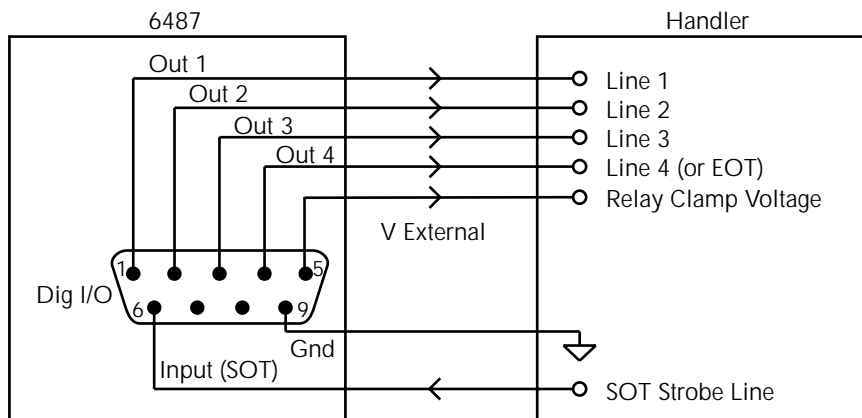 6487
Handler
Out 1
Line 1
Out 2
Line 2
Out 3
Line 3
Out 4
Line 4 (or EOT)
Relay Clamp Voltage
V External
1
5
Dig I/O
6
9
Gnd
Input (SOT)
SOT Strobe Line